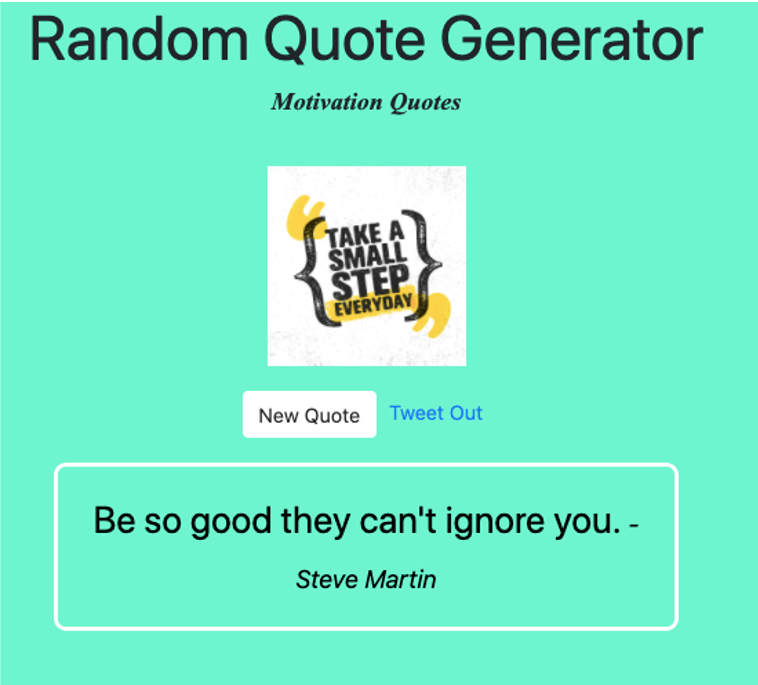 Random Quote Generator
Motivation Quotes
TAKE A
SMALL
STEP
EVERYDAY
New Quote
Tweet Out
Be so good they can't ignore you. -
Steve Martin